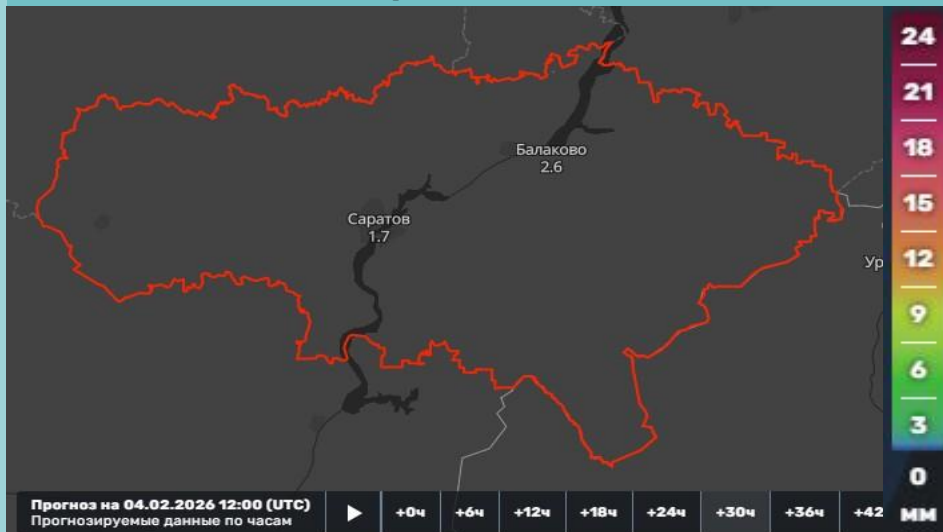 24
21
18
Балаково
2.6
15
Саратов
1.7
12
Ур
9
6
3
0
Прогноз на 04.02.2026 12:00 (UTC)
Прогнозируемые данные по часам
+0ч +6ч +12ч +18ч +24ч +30ч +36ч +42
мм